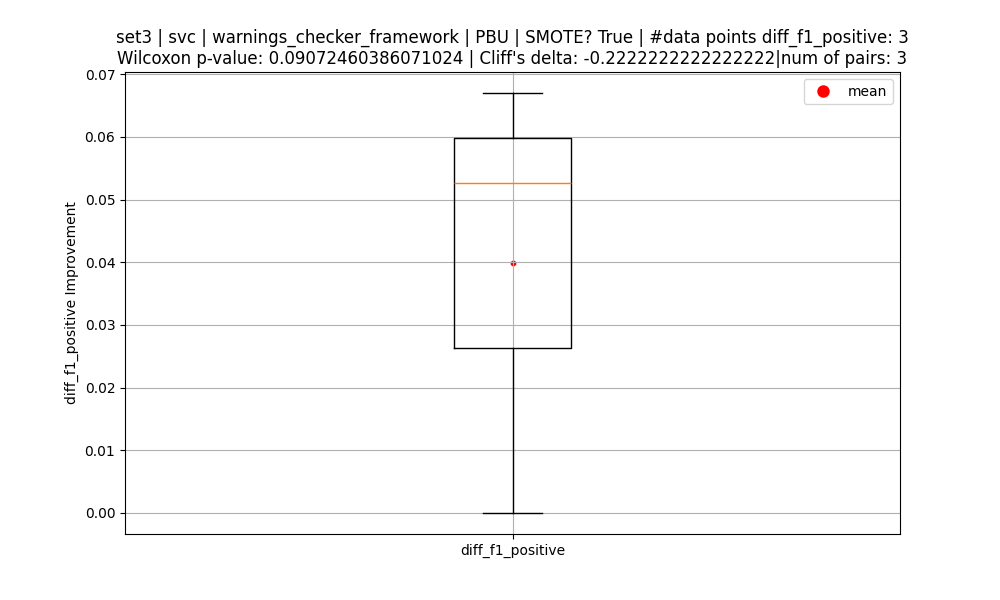 set3 | svc | warnings_checker_framework | PBU | SMOTE? True | #data points diff_f1_positive: 3
Wilcoxon p-value: 0.09072460386071024 | Cliff's delta: -0.2222222222222222|num of pairs: 3
mean
0.07
0.06
0.05
0.04
0.03
0.02
0.01
0.00
diff_f1_positive Improvement
diff_f1_positive